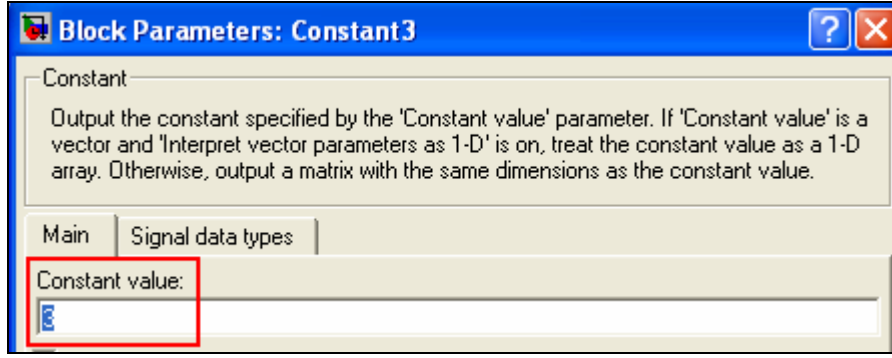 Block Parameters: Constant3
Constant
Output the constant specified by the 'Constant value' parameter. If 'Constant value' is a
vector and 'Interpret vector parameters as 1-D' is on, treat the constant value as a 1-D
array. Otherwise, output a matrix with the same dimensions as the constant value.
Main
Signal data types
Constant value:
3